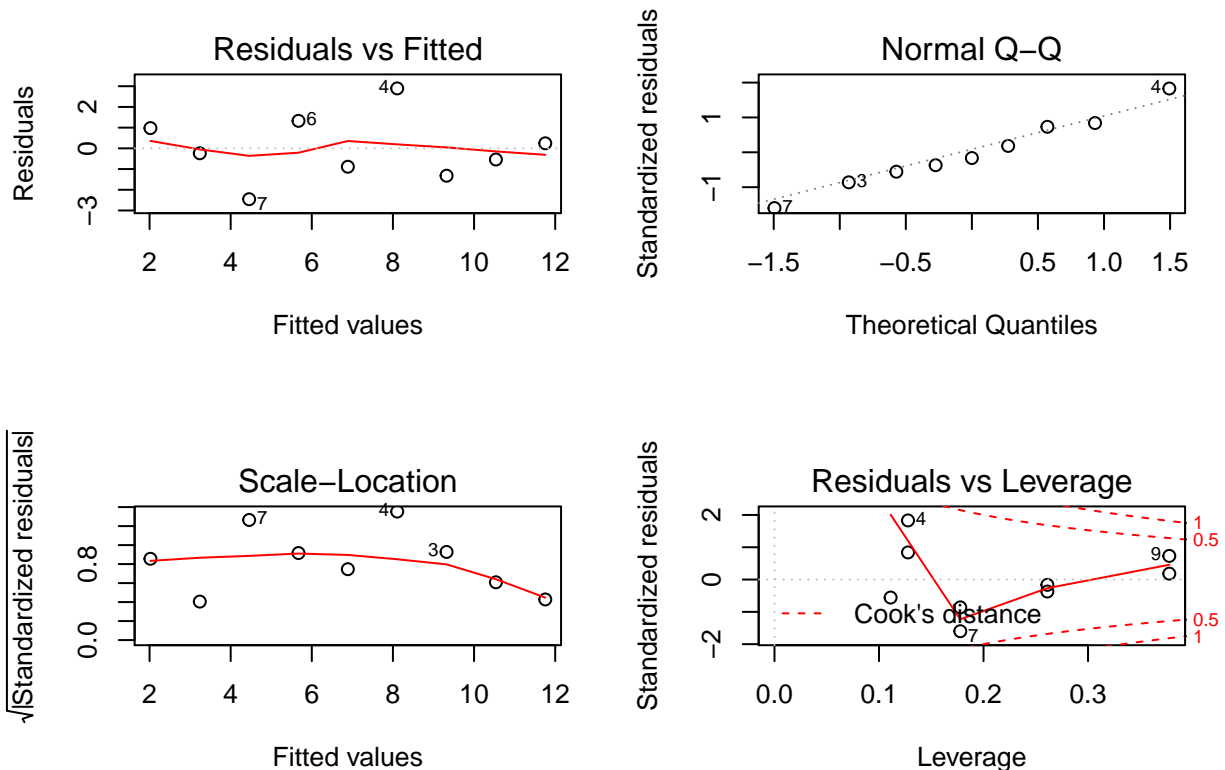 Residuals vs Fitted
Residuals
2
0
−3
4
6
7
2 4 6 8 10 12
Fitted values
Normal Q−Q
Standardized residuals
1
−1
4
3
7
−1.5 −0.5 0.5 1.0 1.5
Theoretical Quantiles
Scale−Location
√|Standardized residuals|
0.8
0.0
7
4
3
2 4 6 8 10 12
Fitted values
Residuals vs Leverage
Standardized residuals
2
0
−2
4
9
7
Cook's distance
1
0.5
0.5
1
0.0 0.1 0.2 0.3
Leverage